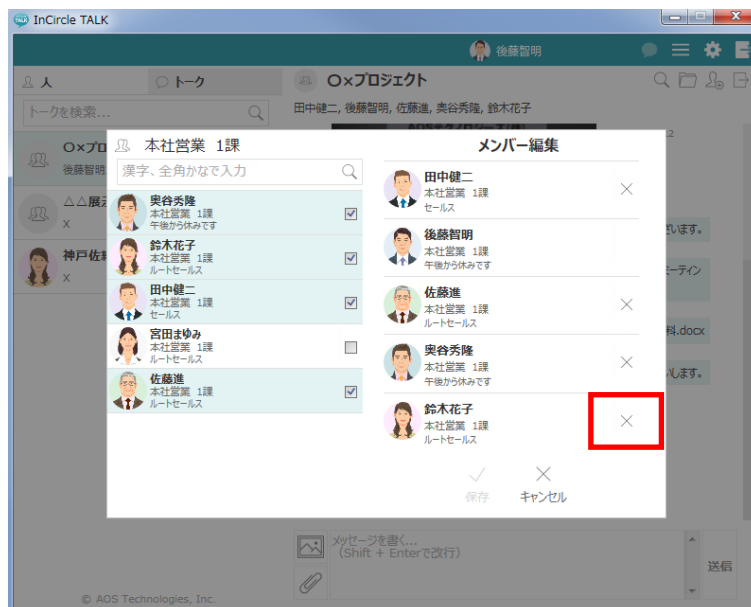 InCircle TALK
後藤智明
人
トーク
トークを検索...
〇×プロジェクト
田中健二, 後藤智明, 佐藤進, 奥谷秀隆, 鈴木花子
〇×プロ
後藤智明
△△展示
x
神戸佐
x
本社営業 1課
漢字、全角かなで入力
奥谷秀隆
本社営業 1課
午後から休みです
鈴木花子
本社営業 1課
ルートセールス
田中健二
本社営業 1課
セールス
宮田まゆみ
本社営業 1課
ルートセールス
佐藤進
本社営業 1課
ルートセールス
メンバー編集
田中健二
本社営業 1課
セールス
後藤智明
本社営業 1課
午後から休みです
佐藤進
本社営業 1課
ルートセールス
奥谷秀隆
本社営業 1課
午後から休みです
鈴木花子
本社営業 1課
ルートセールス
保存
キャンセル
ざいます。
ミーティン
料.docx
いします。
メッセージを書く...
(Shift + Enterで改行)
送信
© AOS Technologies, Inc.